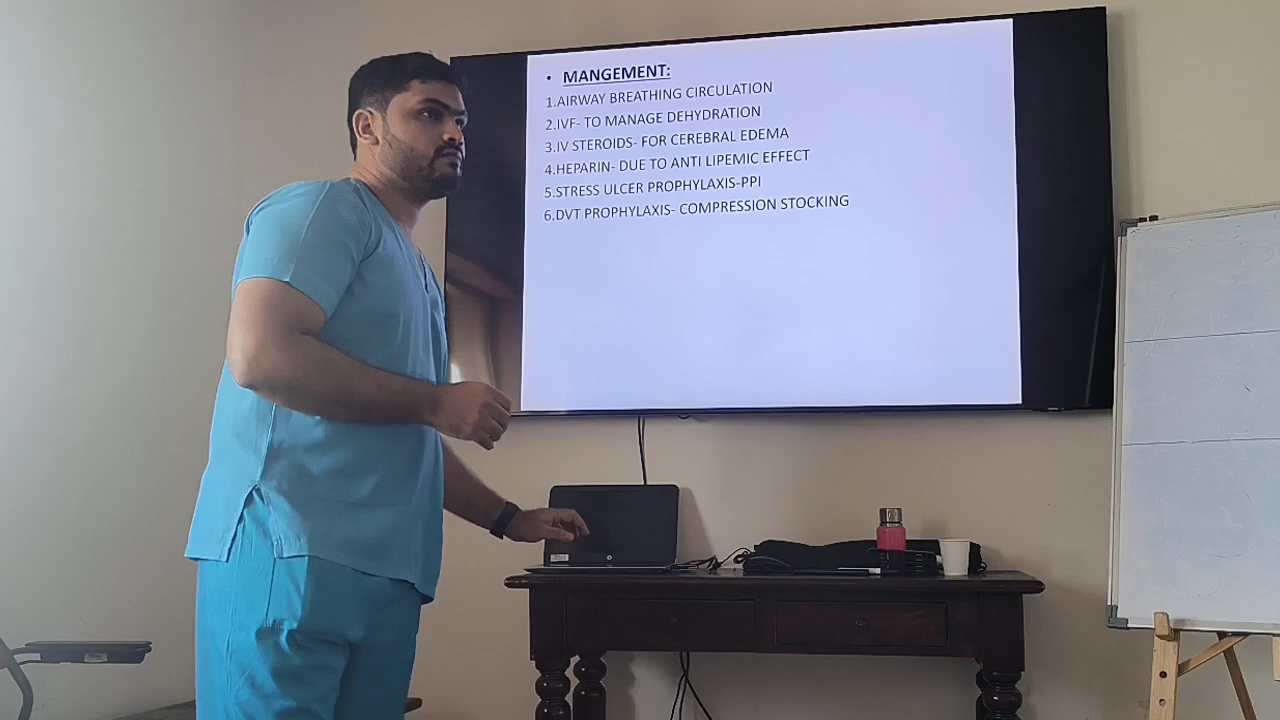 • MANGEMENT:
1.AIRWAY BREATHING CIRCULATION
2.IVF- TO MANAGE DEHYDRATION
3.IV STEROIDS- FOR CEREBRAL EDEMA
4.HEPARIN- DUE TO ANTI LIPEMIC EFFECT
5.STRESS ULCER PROPHYLAXIS-PPI
6.DVT PROPHYLAXIS- COMPRESSION STOCKING